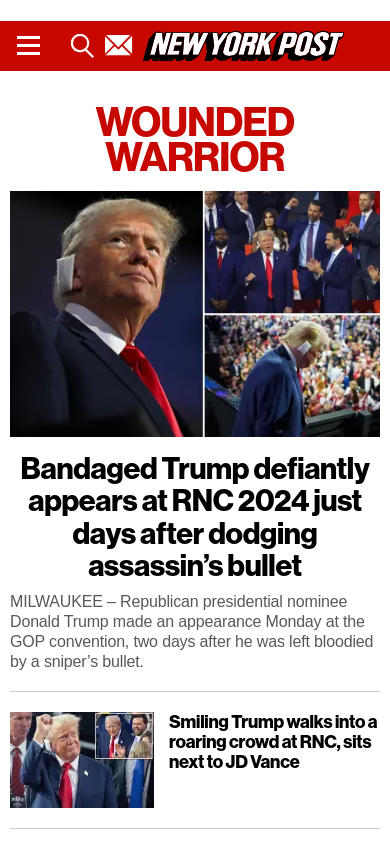 NEW YORK POST
WOUNDED
WARRIOR
Bandaged Trump defiantly
appears at RNC 2024 just
days after dodging
assassin’s bullet
MILWAUKEE – Republican presidential nominee
Donald Trump made an appearance Monday at the
GOP convention, two days after he was left bloodied
by a sniper’s bullet.
Smiling Trump walks into a
roaring crowd at RNC, sits
next to JD Vance